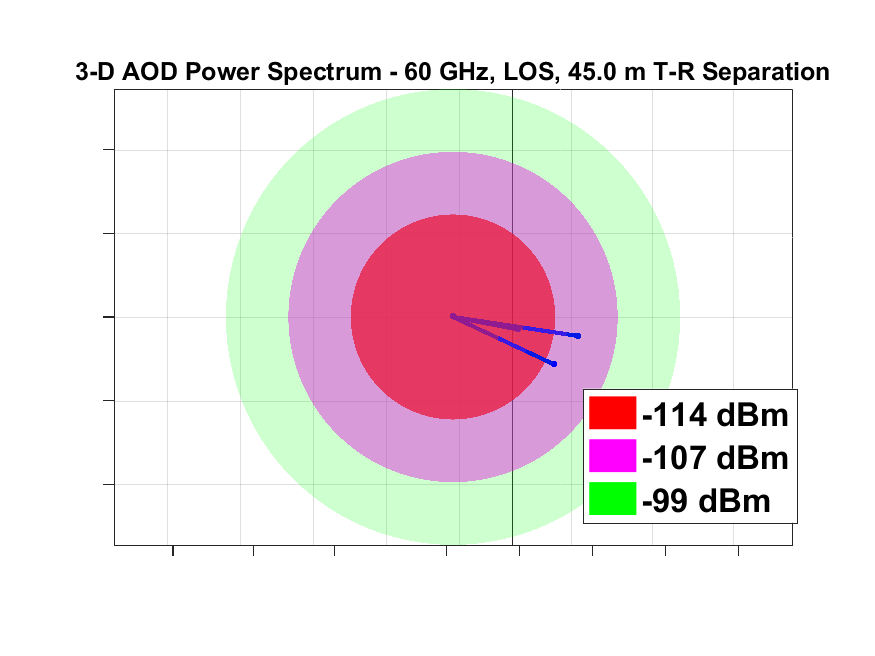 3-D AOD Power Spectrum - 60 GHz, LOS, 45.0 m T-R Separation
-114 dBm
-107 dBm
-99 dBm